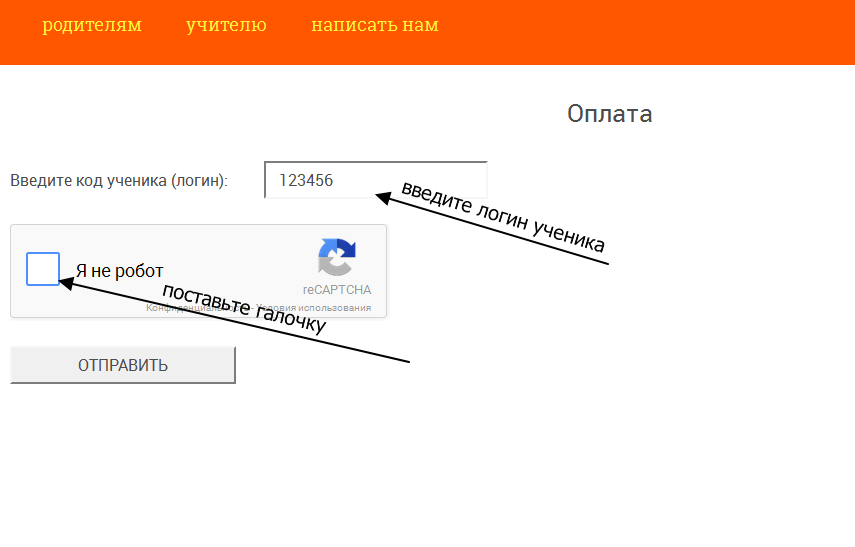 родителям учителю написать нам
Оплата
Введите код ученика (логин): 123456
введите логин ученика
Я не робот
reCAPTCHA
поставьте галочку
Конфиденциальность - Условия использования
ОТПРАВИТЬ